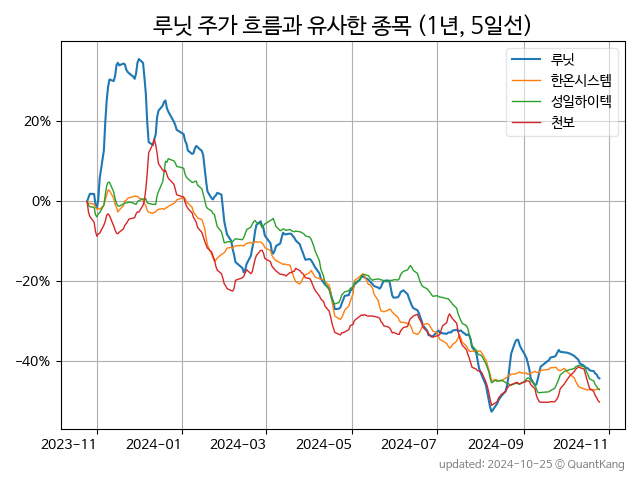 루닛 주가 흐름과 유사한 종목 (1년, 5일선)
루닛
한온시스템
성일하이텍
천보
20%
0%
−20%
−40%
2023−11 2024−01 2024−03 2024−05 2024−07 2024−09 2024−11
updated: 2024-10-25 © QuantKang